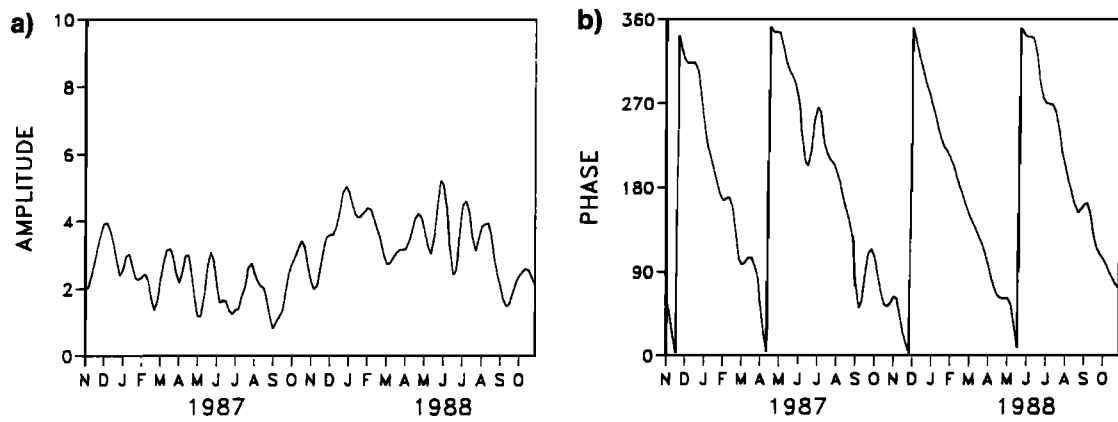 a)
AMPLITUDE
10
8
6
4
2
0
N D J F M A M J J A S O N D J F M A M J J A S O
1987 1988
b)
PHASE
360
270
180
90
0
N D J F M A M J J A S O N D J F M A M J J A S O
1987 1988